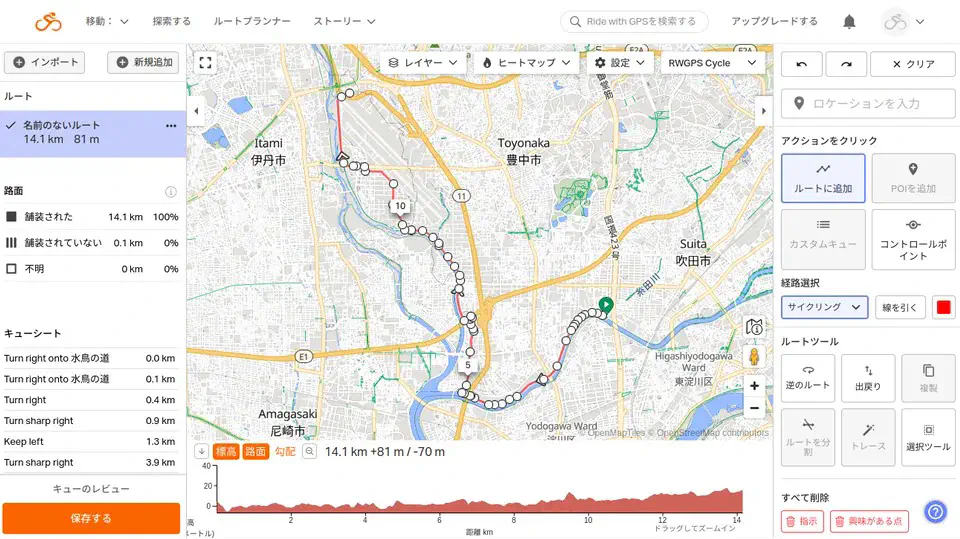 移動：
探索する
ルートプランナー
ストーリー
Ride with GPSを検索する
アップグレードする
インポート
新規追加
ルート
名前のないルート
14.1 km 81 m
路面
舗装された 14.1 km 100%
舗装されていない 0.1 km 0%
不明 0 km 0%
キューシート
Turn right onto 水鳥の道 0.0 km
Turn right onto 水鳥の道 0.1 km
Turn right 0.4 km
Turn sharp right 0.9 km
Keep left 1.3 km
Turn sharp right 3.9 km
キューのレビュー
保存する
レイヤー
ヒートマップ
設定
RWGPS Cycle
E2A
E2A
Itami
伊丹市
Toyonaka
豊中市
11
10
Suita
吹田市
糸田川
E1
5
Higashiyodogawa
Ward
東淀川区
Amagasaki
尼崎市
Yodogawa Ward
淀川区
© OpenMapTiles © OpenStreetMap contributors
標高
路面
勾配
14.1 km +81 m / -70 m
40
20
0
2
4
6
8
10
12
14
距離 km
ドラッグしてズームイン
クリア
ロケーションを入力
アクションをクリック
ルートに追加
POIを追加
カスタムキュー
コントロールポ
イント
経路選択
サイクリング
線を引く
ルートツール
逆のルート
出戻り
複製
ルートを分
割
トレース
選択ツール
すべて削除
指示
興味がある点